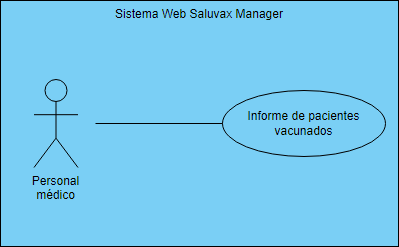 Sistema Web Saluvax Manager
Informe de pacientes
vacunados
Personal
médico